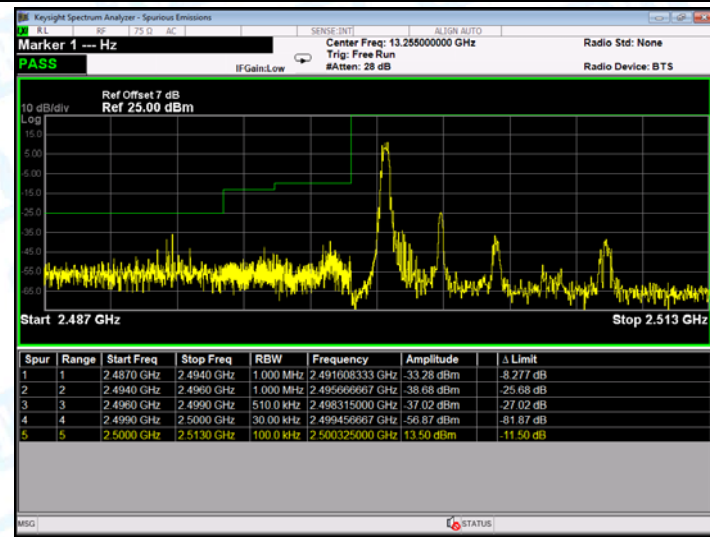 Keysight Spectrum Analyzer - Spurious Emissions
RL RF 75 Ω AC SENSE:INT ALIGN AUTO
Marker 1 --- Hz
Center Freq: 13.255000000 GHz
Radio Std: None
Trig: Free Run
PASS
IFGain:Low
#Atten: 28 dB
Radio Device: BTS
Ref Offset 7 dB
10 dB/div Ref 25.00 dBm
Log
15.0
5.00
-5.00
-15.0
-25.0
-35.0
-45.0
-55.0
-65.0
Start 2.487 GHz Stop 2.513 GHz
Spur Range Start Freq Stop Freq RBW Frequency Amplitude Δ Limit
1 1 2.4870 GHz 2.4940 GHz 1.000 MHz 2.491608333 GHz -33.28 dBm -8.277 dB
2 2 2.4940 GHz 2.4960 GHz 1.000 MHz 2.495666667 GHz -38.68 dBm -25.68 dB
3 3 2.4960 GHz 2.4990 GHz 510.0 kHz 2.498315000 GHz -37.02 dBm -27.02 dB
4 4 2.4990 GHz 2.5000 GHz 30.00 kHz 2.499456667 GHz -56.87 dBm -81.87 dB
5 5 2.5000 GHz 2.5130 GHz 100.0 kHz 2.500325000 GHz 13.50 dBm -11.50 dB
MSG STATUS